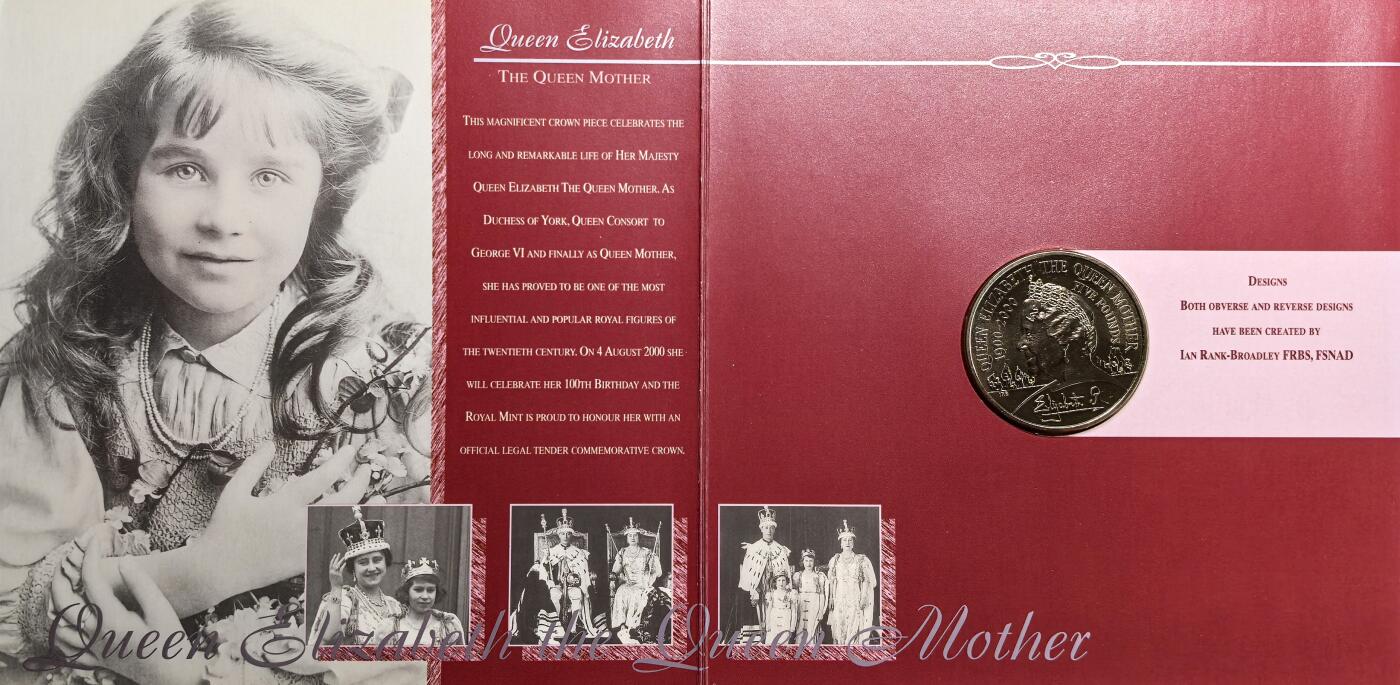 Queen Elizabeth
THE QUEEN MOTHER
THIS MAGNIFICENT CROWN PIECE CELEBRATES THE
LONG AND REMARKABLE LIFE OF HER MAJESTY
QUEEN ELIZABETH THE QUEEN MOTHER. AS
DUCHESS OF YORK, QUEEN CONSORT TO
GEORGE VI AND FINALLY AS QUEEN MOTHER,
SHE HAS PROVED TO BE ONE OF THE MOST
INFLUENTIAL AND POPULAR ROYAL FIGURES OF
THE TWENTIETH CENTURY. ON 4 AUGUST 2000 SHE
WILL CELEBRATE HER 100TH BIRTHDAY AND THE
ROYAL MINT IS PROUD TO HONOUR HER WITH AN
OFFICIAL LEGAL TENDER COMMEMORATIVE CROWN.
QUEEN ELIZABETH THE QUEEN MOTHER
1900-2000 FIVE POUNDS
Elizabeth R
DESIGNS
BOTH OBVERSE AND REVERSE DESIGNS
HAVE BEEN CREATED BY
IAN RANK-BROADLEY FRBS, FSNAD
Queen Elizabeth the Queen Mother